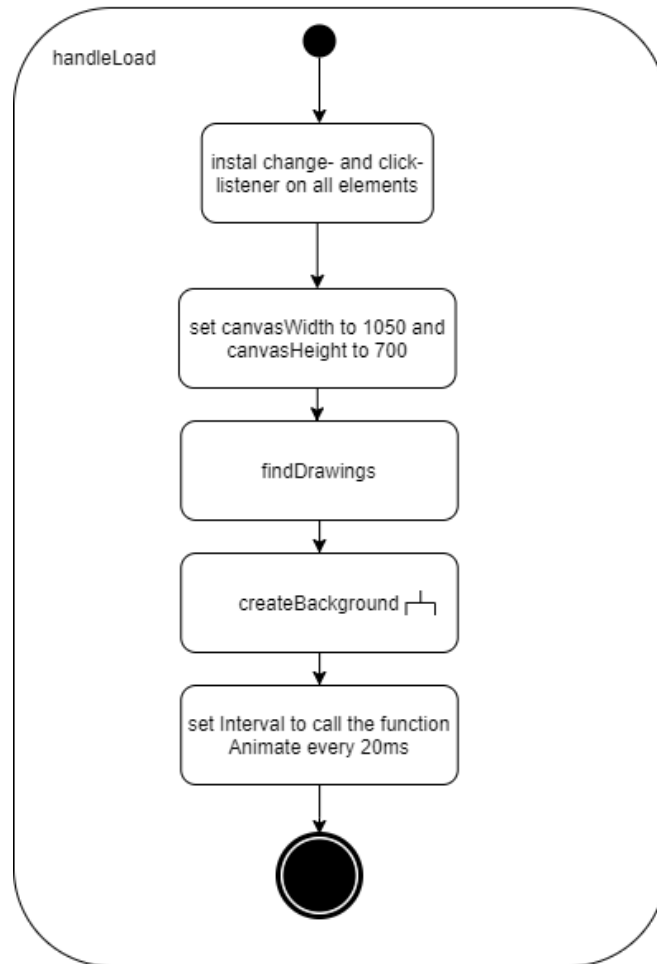 handleLoad
instal change- and click-
listener on all elements
set canvasWidth to 1050 and
canvasHeight to 700
findDrawings
createBackground
set Interval to call the function
Animate every 20ms